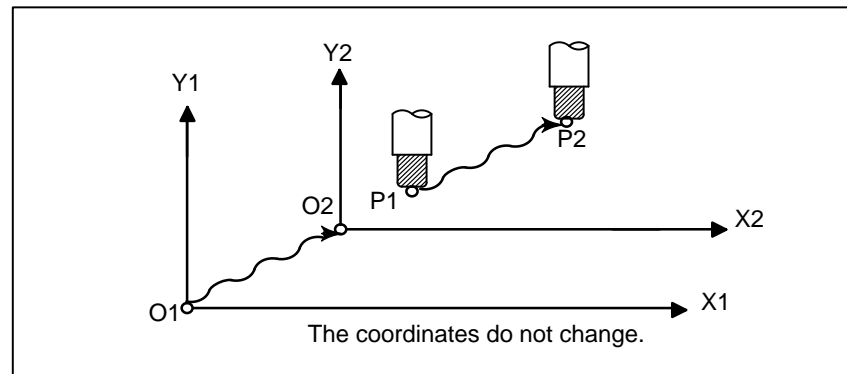 Y2
Y1
P2
P1
O2
X2
O1
X1
The coordinates do not change.